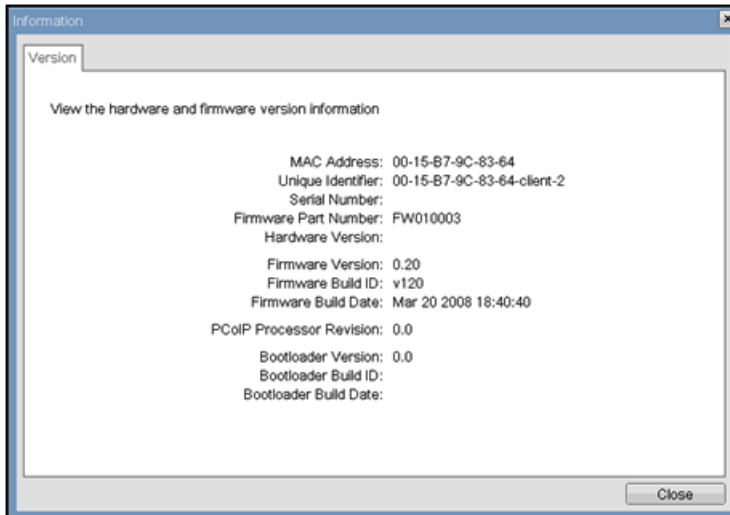 Information
Version
View the hardware and firmware version information
MAC Address: 00-15-B7-9C-83-64
Unique Identifier: 00-15-B7-9C-83-64-client-2
Serial Number:
Firmware Part Number: FW010003
Hardware Version:
Firmware Version: 0.20
Firmware Build ID: v120
Firmware Build Date: Mar 20 2008 18:40:40
PCoIP Processor Revision: 0.0
Bootloader Version: 0.0
Bootloader Build ID:
Bootloader Build Date:
Close